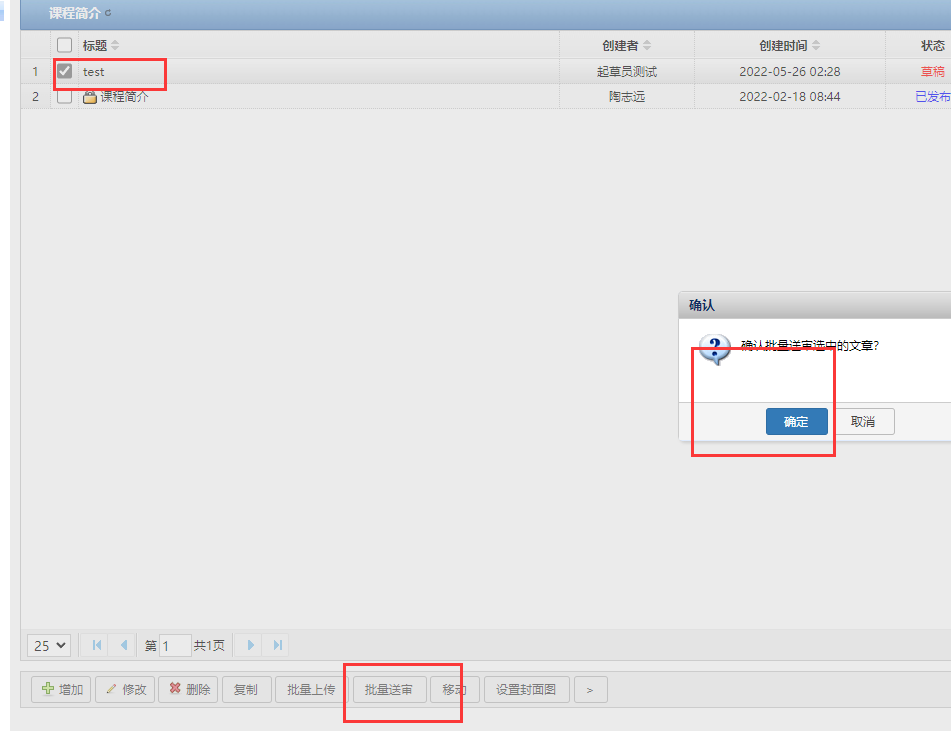 课程简介
标题 创建者 创建时间 状态
1 test 起草员测试 2022-05-26 02:28 草稿
2 课程简介 陶志远 2022-02-18 08:44 已发布
确认
确认批量送审选中的文章?
确定 取消
25 第 1 共1页
增加 修改 删除 复制 批量上传 批量送审 移动 设置封面图 >